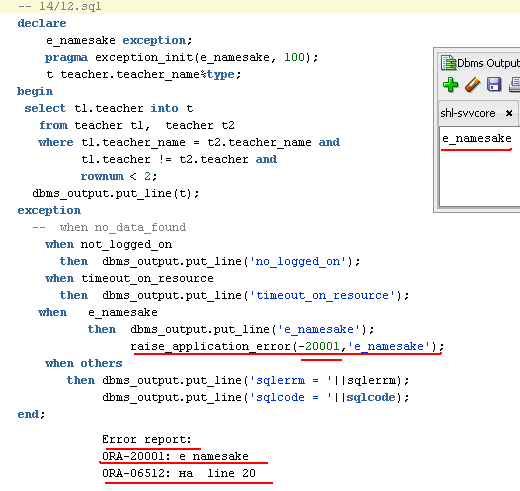 -- 14/12.sql
declare
e_namesake exception;
pragma exception_init(e_namesake, 100);
t teacher.teacher_name%type;
begin
select t1.teacher into t
from teacher t1, teacher t2
where t1.teacher_name = t2.teacher_name and
t1.teacher != t2.teacher and
rownum < 2;
dbms_output.put_line(t);
exception
-- when no_data_found
when not_logged_on
then dbms_output.put_line('no_logged_on');
when timeout_on_resource
then dbms_output.put_line('timeout_on_resource');
when e_namesake
then dbms_output.put_line('e_namesake');
raise_application_error(-20001,'e_namesake');
when others
then dbms_output.put_line('sqlerrm = '||sqlerrm);
dbms_output.put_line('sqlcode = '||sqlcode);
end;
Error report:
ORA-20001: e_namesake
ORA-06512: на line 20
Dbms Output
shl-svvcore ×
e_namesake